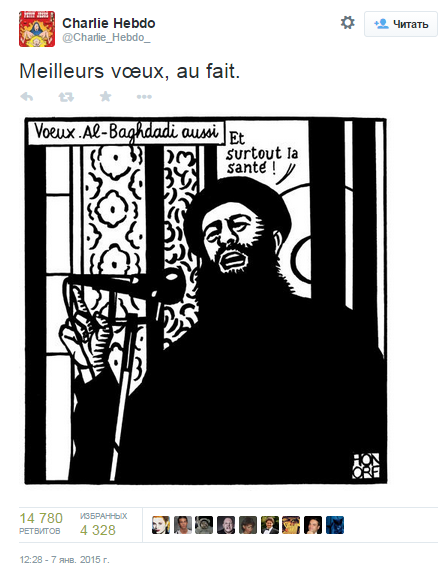 Charlie Hebdo
@Charlie_Hebdo_
Читать
Meilleurs vœux, au fait.
Voeux. Al-Baghdadi aussi
Et
surtout la
santé !
HON
ORÉ
14 780
РЕТВИТОВ
ИЗБРАННЫХ
4 328
12:28 - 7 янв. 2015 г.